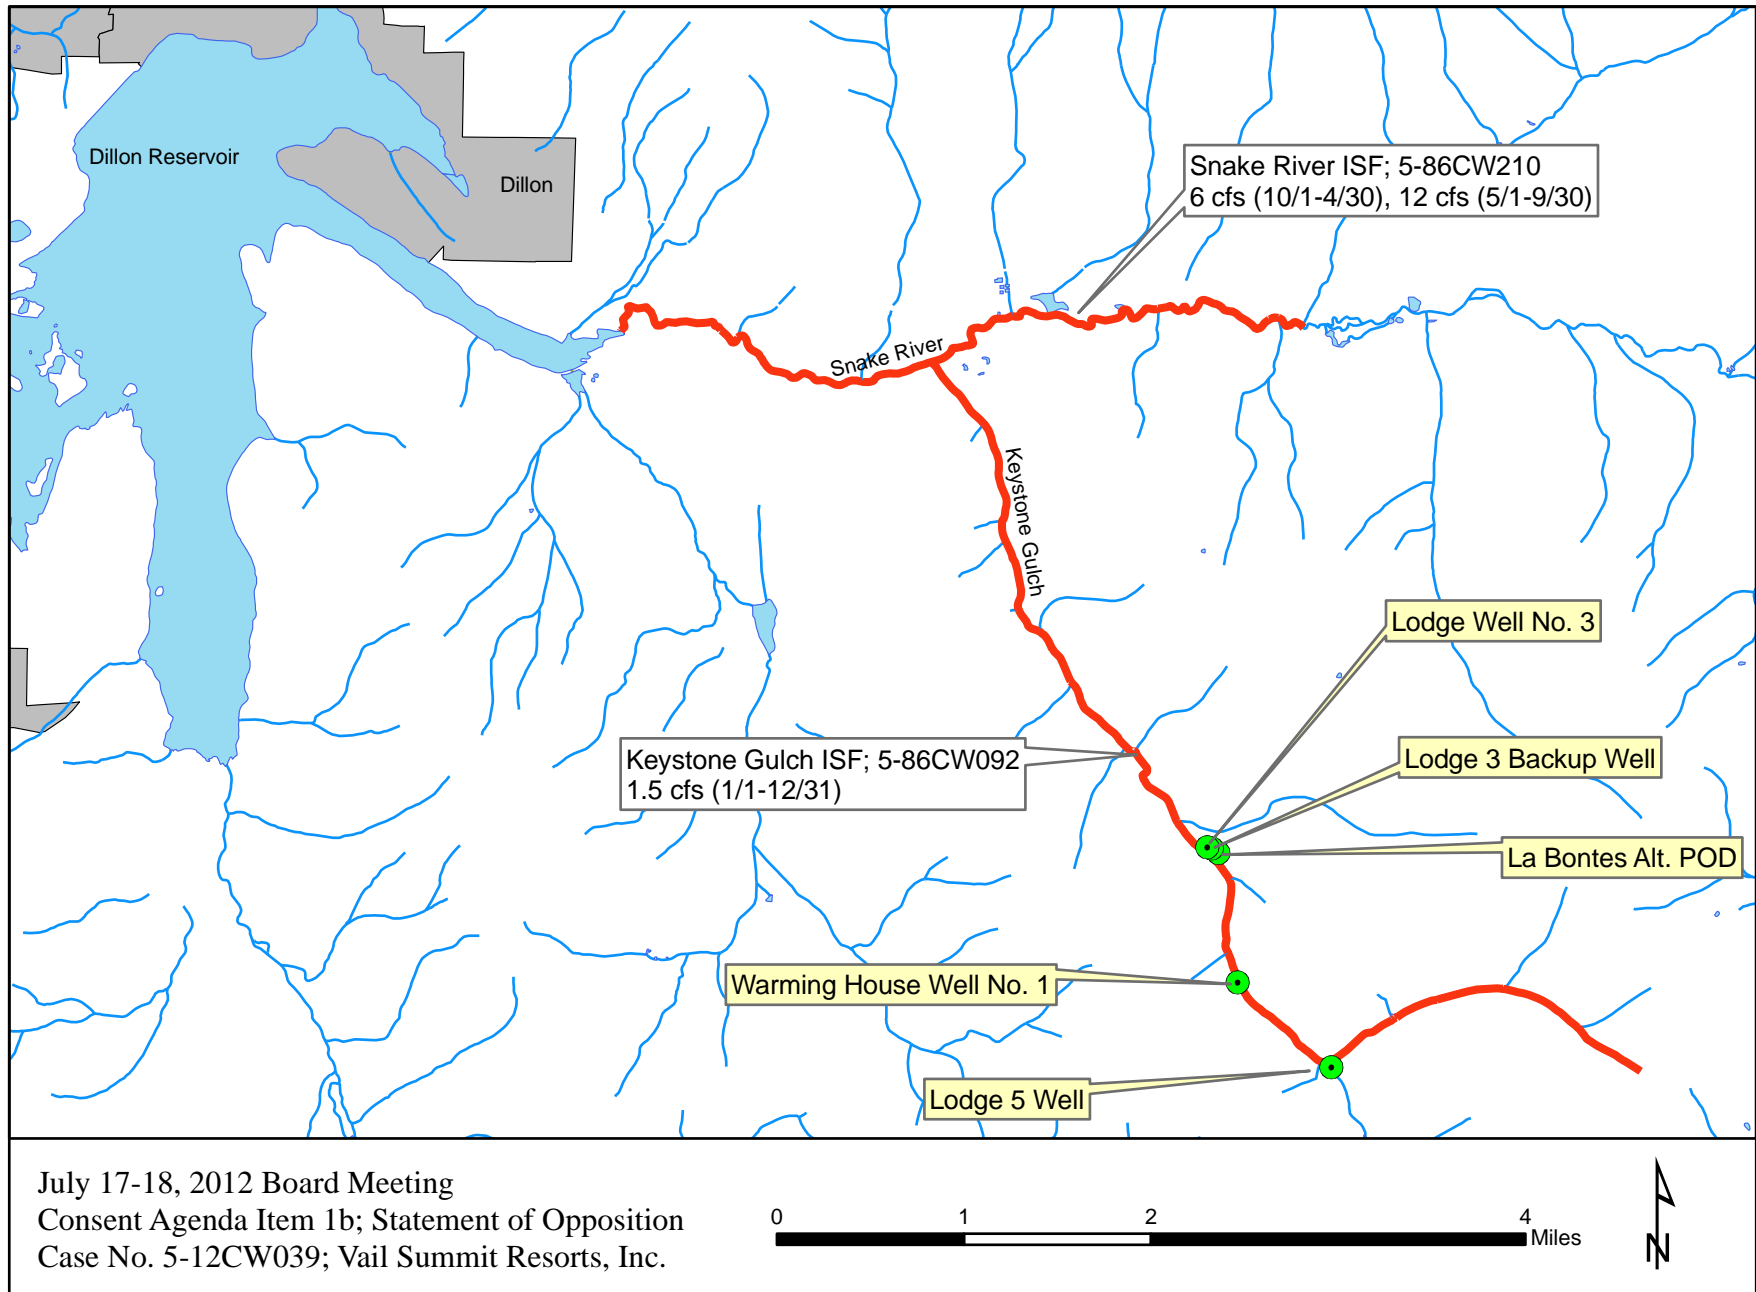 Dillon Reservoir
Dillon
Snake River ISF; 5-86CW210
6 cfs (10/1-4/30), 12 cfs (5/1-9/30)
Snake River
Keystone Gulch
Lodge Well No. 3
Keystone Gulch ISF; 5-86CW092
1.5 cfs (1/1-12/31)
Lodge 3 Backup Well
La Bontes Alt. POD
Warming House Well No. 1
Lodge 5 Well
July 17-18, 2012 Board Meeting
Consent Agenda Item 1b; Statement of Opposition
Case No. 5-12CW039; Vail Summit Resorts, Inc.
0 1 2 4
Miles
N